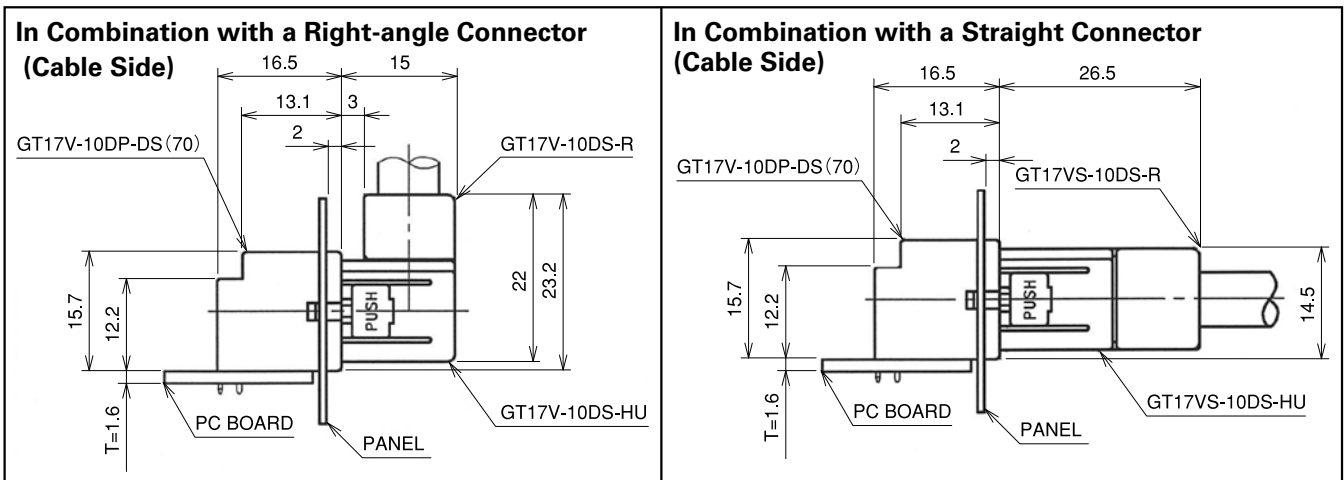 In Combination with a Right-angle Connector
(Cable Side)
16.5
15
13.1
3
2
GT17V-10DP-DS(70)
GT17V-10DS-R
15.7
12.2
PUSH
22
23.2
T=1.6
PC BOARD
PANEL
GT17V-10DS-HU
In Combination with a Straight Connector
(Cable Side)
16.5
26.5
13.1
2
GT17V-10DP-DS(70)
GT17VS-10DS-R
15.7
12.2
PUSH
14.5
T=1.6
PC BOARD
PANEL
GT17VS-10DS-HU